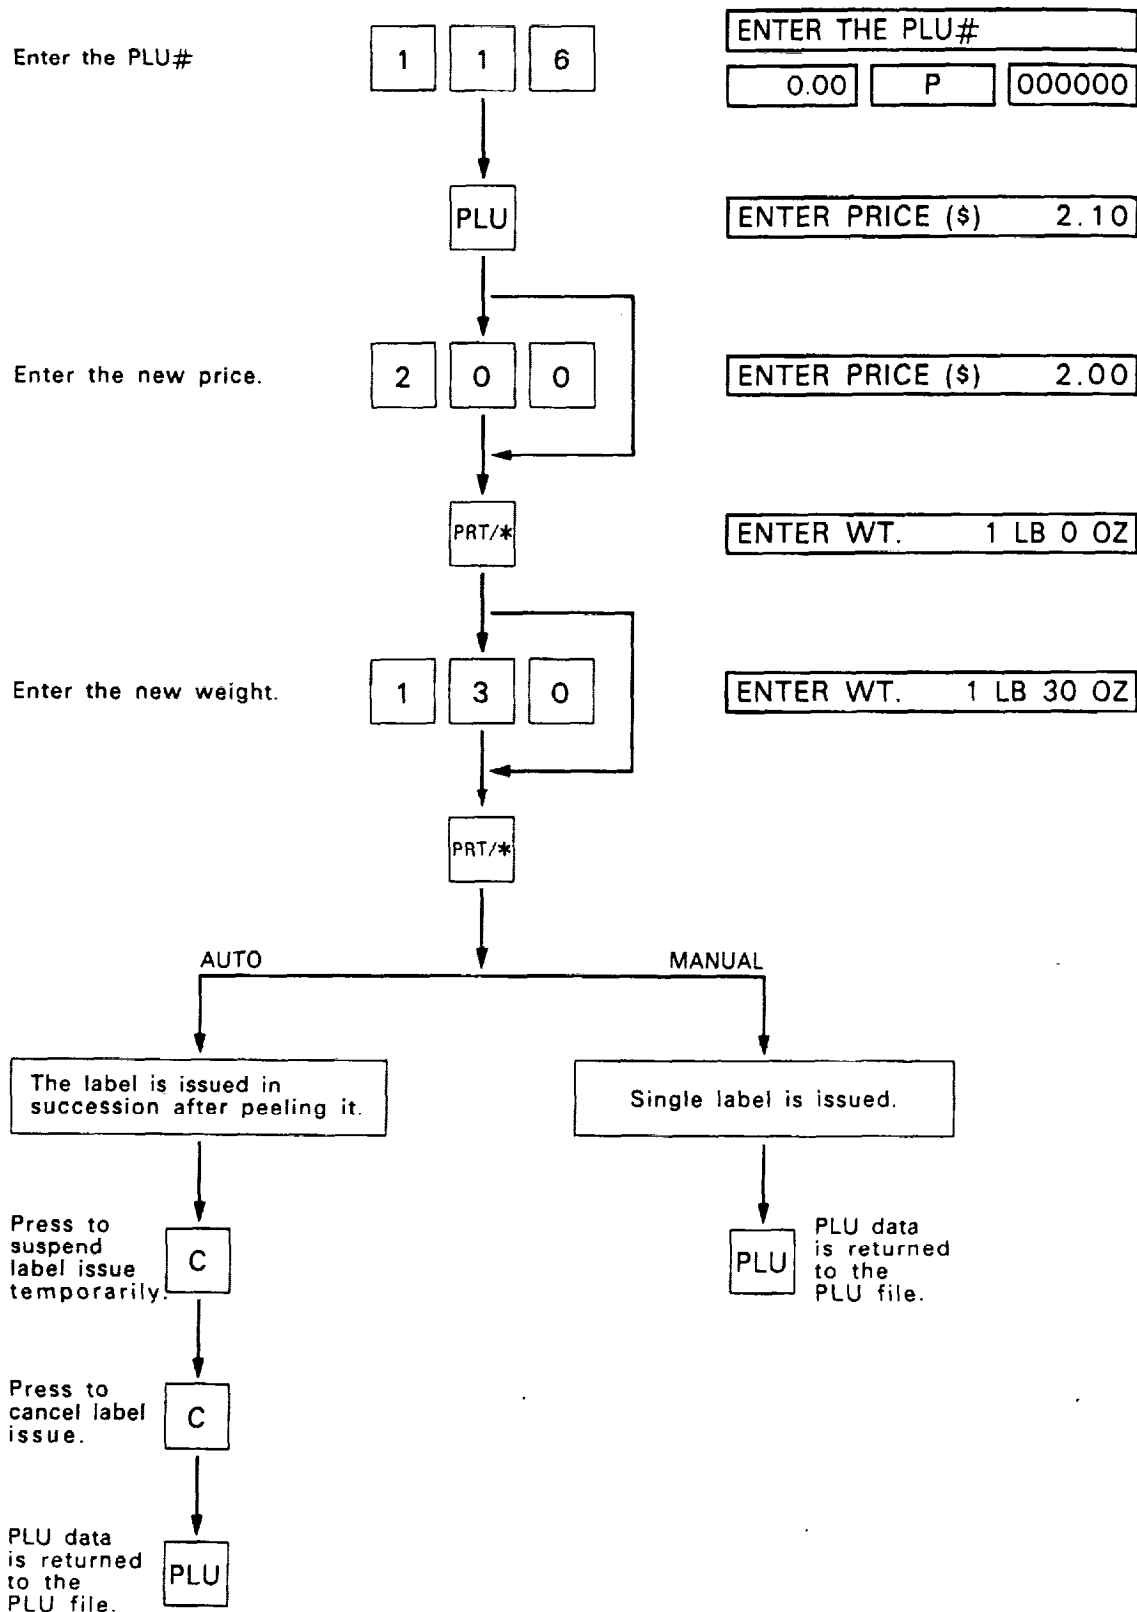 Enter the PLU# 1 1 6 ENTER THE PLU#
0.00 P 000000
PLU ENTER PRICE ($) 2.10
Enter the new price. 2 0 0 ENTER PRICE ($) 2.00
PRT/* ENTER WT. 1 LB 0 OZ
Enter the new weight. 1 3 0 ENTER WT. 1 LB 30 OZ
PRT/*
AUTO MANUAL
The label is issued in
succession after peeling it.
Single label is issued.
Press to
suspend
label issue
temporarily.
C
PLU
PLU data
is returned
to the
PLU file.
Press to
cancel label
issue.
C
PLU data
is returned
to the
PLU file.
PLU